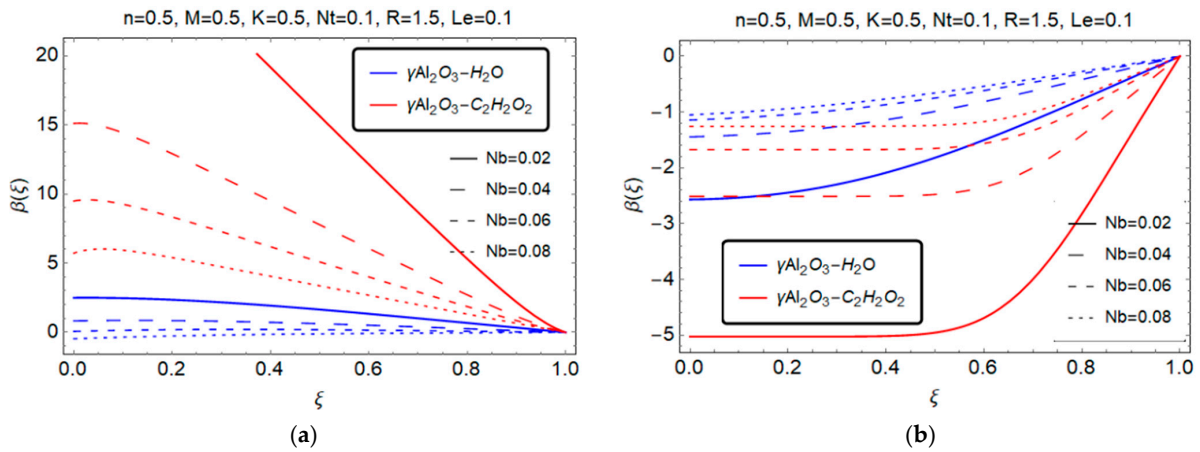 n=0.5, M=0.5, K=0.5, Nt=0.1, R=1.5, Le=0.1
β(ξ)
20
15
10
5
0
γAl₂O₃−H₂O
γAl₂O₃−C₂H₂O₂
Nb=0.02
Nb=0.04
Nb=0.06
Nb=0.08
0.0 0.2 0.4 0.6 0.8 1.0
ξ
(a)
n=0.5, M=0.5, K=0.5, Nt=0.1, R=1.5, Le=0.1
β(ξ)
0
−1
−2
−3
−4
−5
γAl₂O₃−H₂O
γAl₂O₃−C₂H₂O₂
Nb=0.02
Nb=0.04
Nb=0.06
Nb=0.08
0.0 0.2 0.4 0.6 0.8 1.0
ξ
(b)